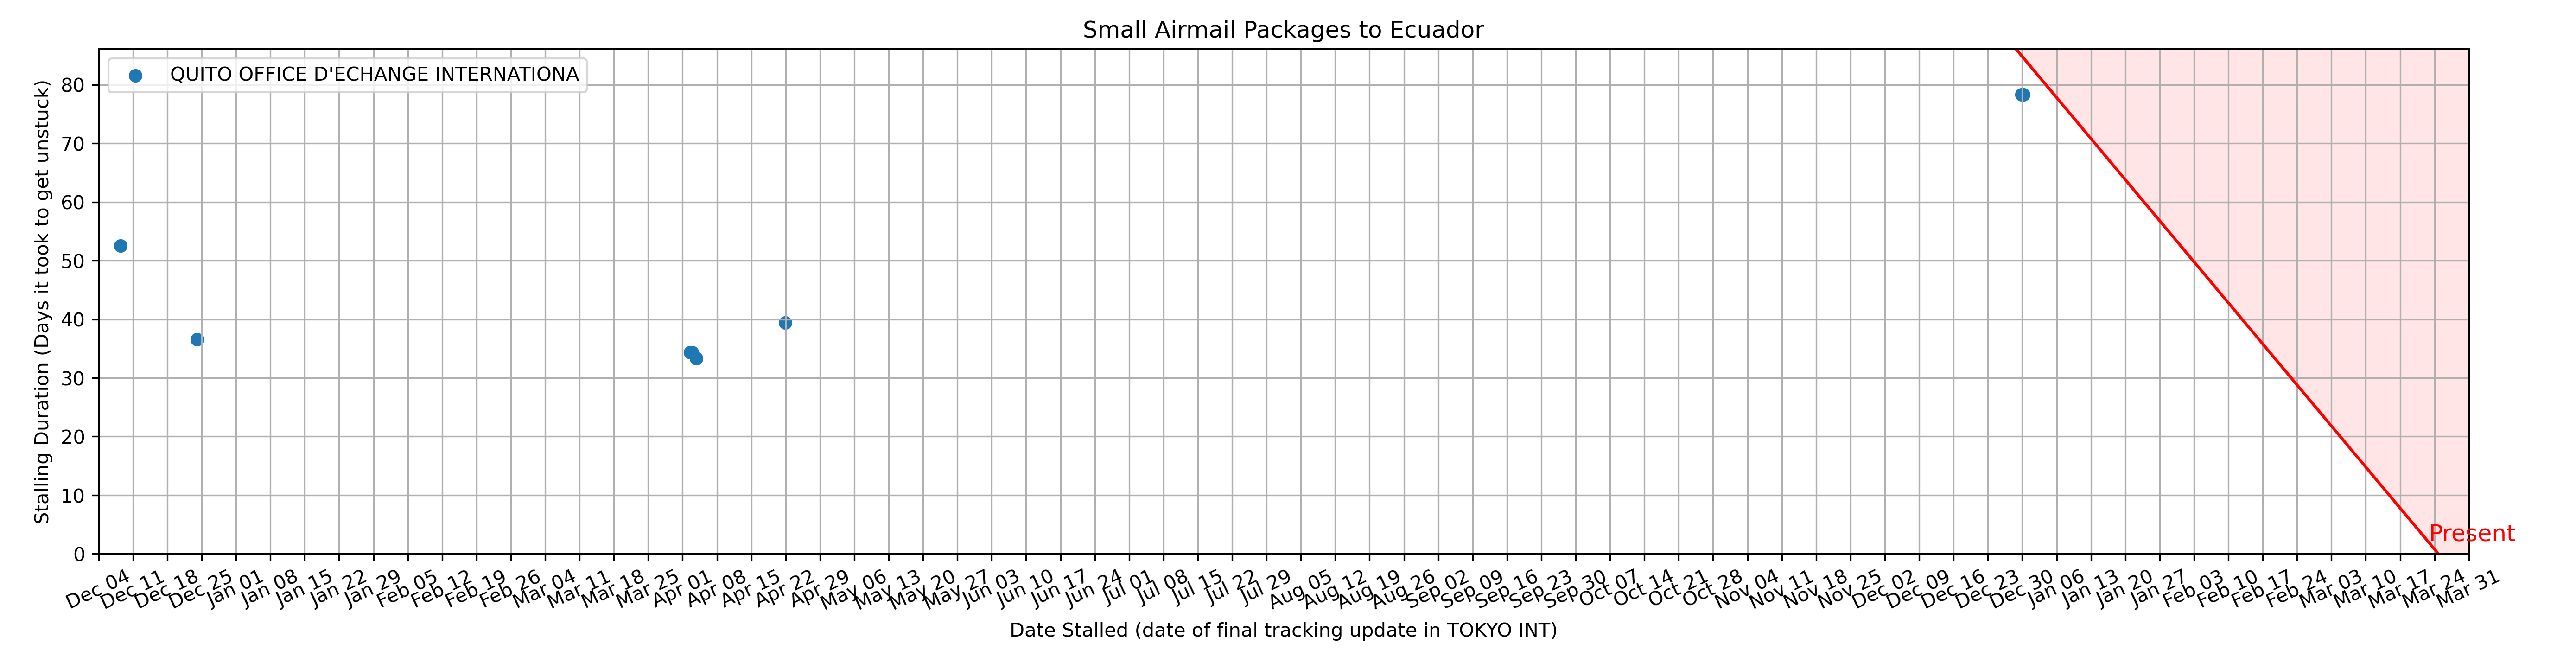 Small Airmail Packages to Ecuador
QUITO OFFICE D'ECHANGE INTERNATIONA
Stalling Duration (Days it took to get unstuck)
80
70
60
50
40
30
20
10
0
Present
Dec 04
Dec 11
Dec 18
Dec 25
Jan 01
Jan 08
Jan 15
Jan 22
Jan 29
Feb 05
Feb 12
Feb 19
Feb 26
Mar 04
Mar 11
Mar 18
Mar 25
Apr 01
Apr 08
Apr 15
Apr 22
Apr 29
May 06
May 13
May 20
May 27
Jun 03
Jun 10
Jun 17
Jun 24
Jul 01
Jul 08
Jul 15
Jul 22
Jul 29
Aug 05
Aug 12
Aug 19
Aug 26
Sep 02
Sep 09
Sep 16
Sep 23
Sep 30
Oct 07
Oct 14
Oct 21
Oct 28
Nov 04
Nov 11
Nov 18
Nov 25
Dec 02
Dec 09
Dec 16
Dec 23
Dec 30
Jan 06
Jan 13
Jan 20
Jan 27
Feb 03
Feb 10
Feb 17
Feb 24
Mar 03
Mar 10
Mar 17
Mar 24
Mar 31
Date Stalled (date of final tracking update in TOKYO INT)